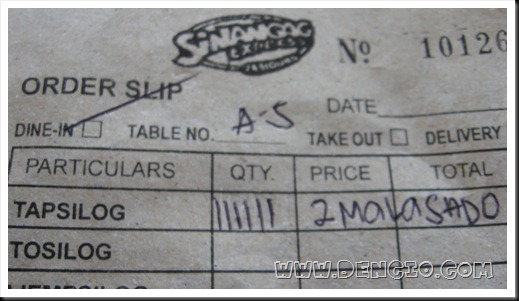 SINANGAG
EXPRESS
24 HOURS
Nº 10126
ORDER SLIP
DATE
DINE-IN TABLE NO. A-5 TAKE OUT DELIVERY
PARTICULARS QTY. PRICE TOTAL
TAPSILOG ||||||| 2 MALASADO
TOSILOG
www.DENCIO.COM